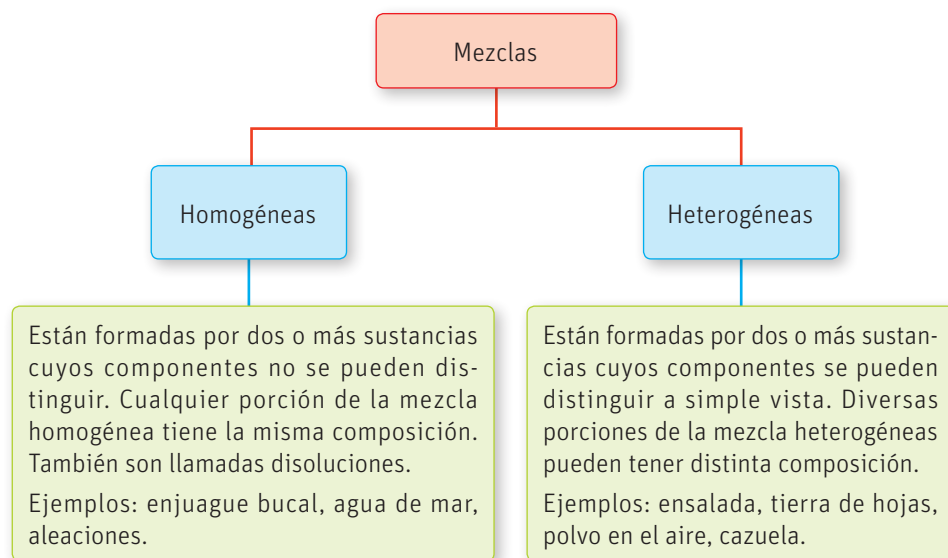 Mezclas
Homogéneas
Heterogéneas
Están formadas por dos o más sustancias
cuyos componentes no se pueden dis-
tinguir. Cualquier porción de la mezcla
homogénea tiene la misma composición.
También son llamadas disoluciones.
Ejemplos: enjuague bucal, agua de mar,
aleaciones.
Están formadas por dos o más sustan-
cias cuyos componentes se pueden
distinguir a simple vista. Diversas
porciones de la mezcla heterogéneas
pueden tener distinta composición.
Ejemplos: ensalada, tierra de hojas,
polvo en el aire, cazuela.